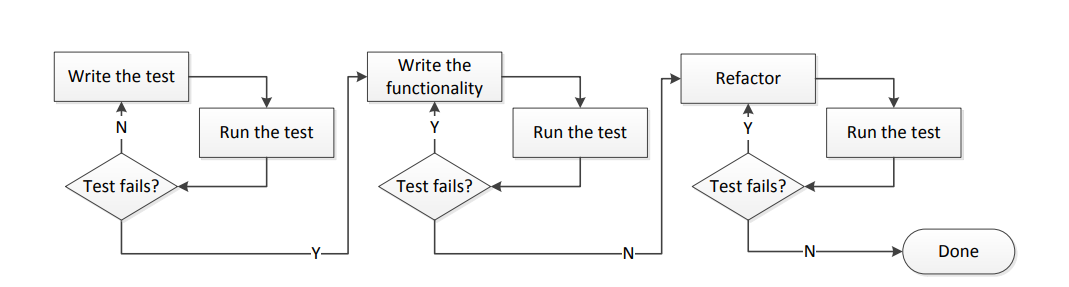 Write the test
Run the test
N
Test fails?
Y
Write the
functionality
Run the test
Y
Test fails?
N
Refactor
Run the test
Y
Test fails?
N
Done